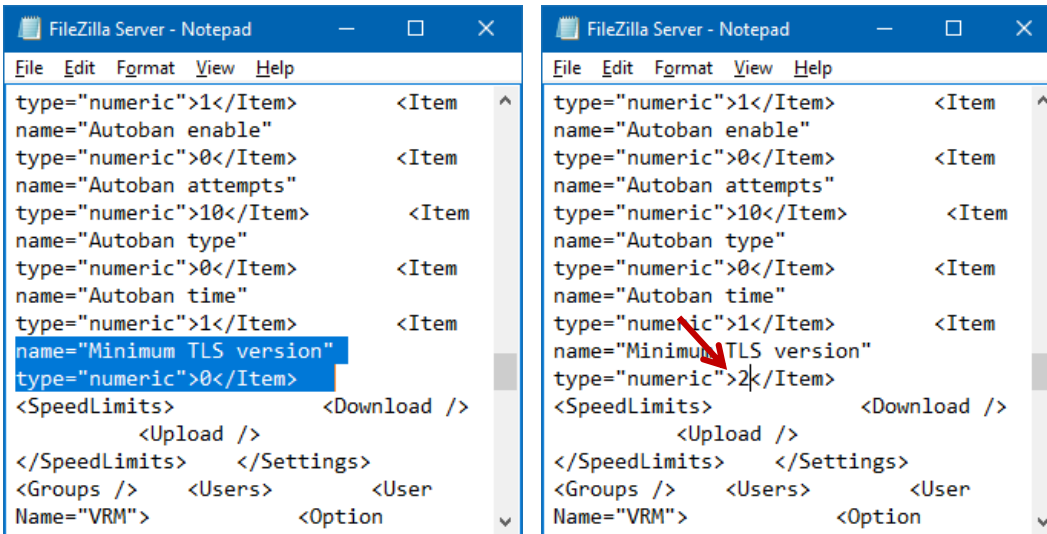 FileZilla Server - Notepad
File Edit Format View Help
type="numeric">1</Item> <Item
name="Autoban enable"
type="numeric">0</Item> <Item
name="Autoban attempts"
type="numeric">10</Item> <Item
name="Autoban type"
type="numeric">0</Item> <Item
name="Autoban time"
type="numeric">1</Item> <Item
name="Minimum TLS version"
type="numeric">0</Item>
<SpeedLimits> <Download />
<Upload />
</SpeedLimits> </Settings>
<Groups /> <Users> <User
Name="VRM"> <Option
FileZilla Server - Notepad
File Edit Format View Help
type="numeric">1</Item> <Item
name="Autoban enable"
type="numeric">0</Item> <Item
name="Autoban attempts"
type="numeric">10</Item> <Item
name="Autoban type"
type="numeric">0</Item> <Item
name="Autoban time"
type="numeric">1</Item> <Item
name="Minimum TLS version"
type="numeric">2</Item>
<SpeedLimits> <Download />
<Upload />
</SpeedLimits> </Settings>
<Groups /> <Users> <User
Name="VRM"> <Option